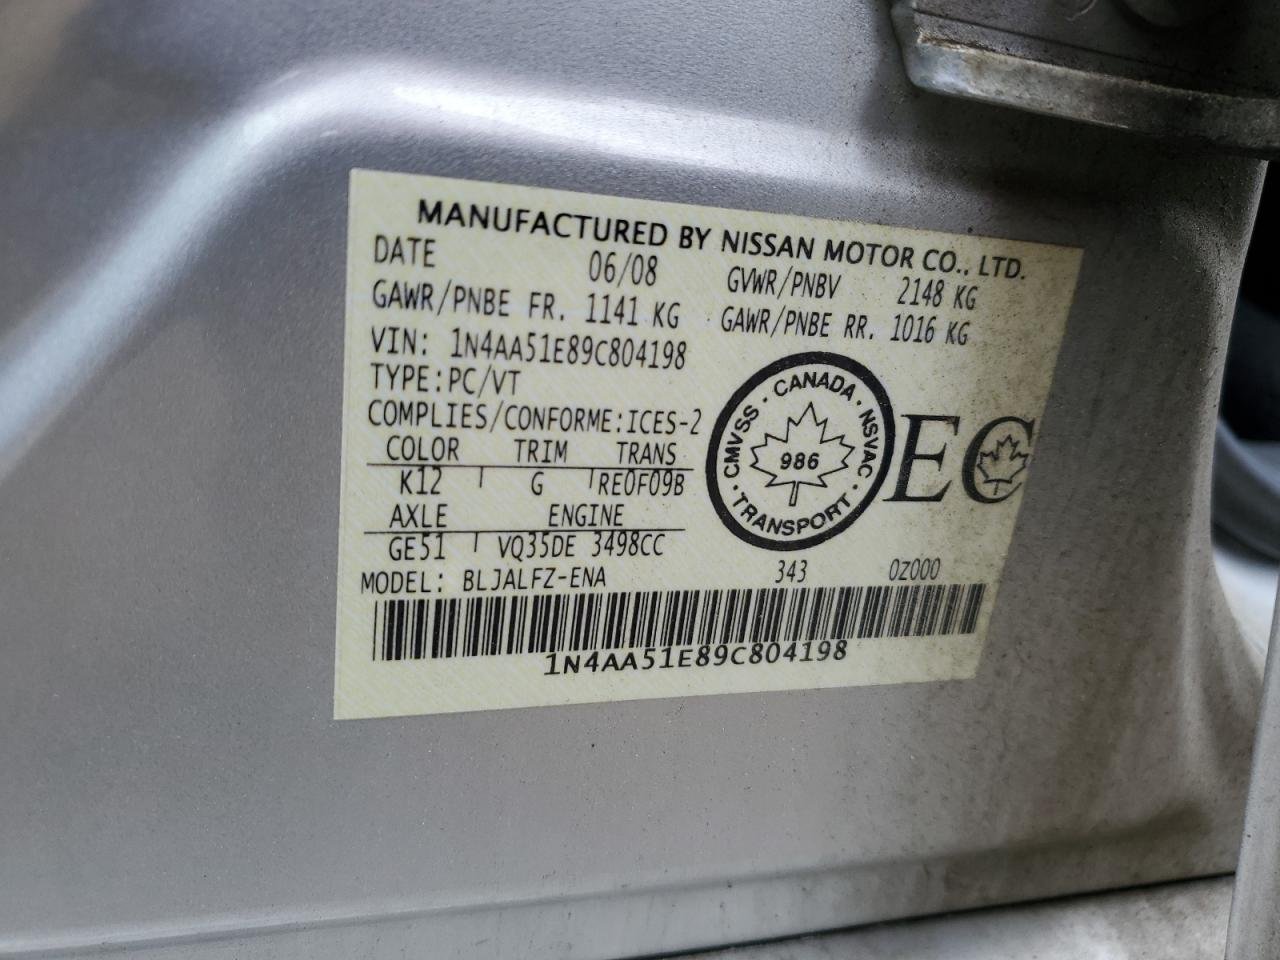 MANUFACTURED BY NISSAN MOTOR CO., LTD.
DATE 06/08 GVWR/PNBV 2148 KG
GAWR/PNBE FR. 1141 KG GAWR/PNBE RR. 1016 KG
VIN: 1N4AA51E89C804198
TYPE:PC/VT
COMPLIES/CONFORME:ICES-2
COLOR TRIM TRANS
K12 G RE0F09B
AXLE ENGINE
GE51 VQ35DE 3498CC
CMVSS · CANADA · NSVAC · TRANSPORT ·
986
EC
MODEL: BLJALFZ-ENA 343 0Z000
1N4AA51E89C804198